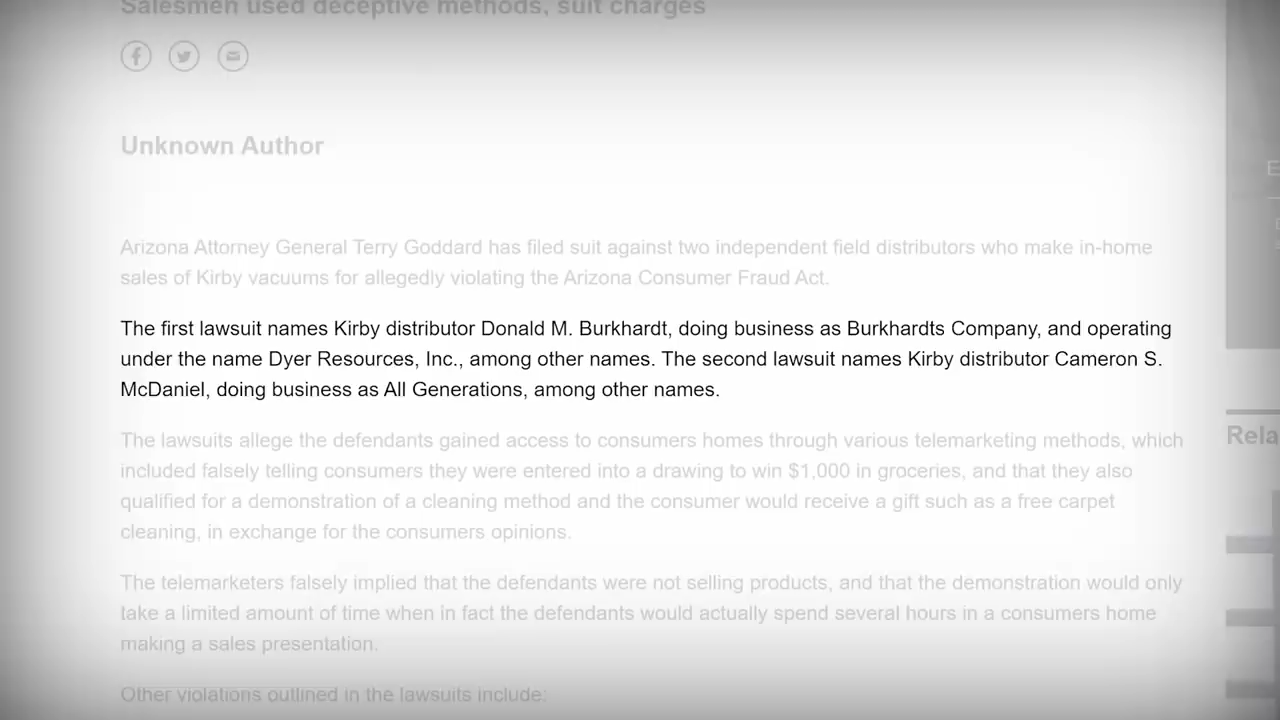 Salesmen used deceptive methods, suit charges
Unknown Author
Arizona Attorney General Terry Goddard has filed suit against two independent field distributors who make in-home
sales of Kirby vacuums for allegedly violating the Arizona Consumer Fraud Act.
The first lawsuit names Kirby distributor Donald M. Burkhardt, doing business as Burkhardts Company, and operating
under the name Dyer Resources, Inc., among other names. The second lawsuit names Kirby distributor Cameron S.
McDaniel, doing business as All Generations, among other names.
The lawsuits allege the defendants gained access to consumers homes through various telemarketing methods, which
included falsely telling consumers they were entered into a drawing to win $1,000 in groceries, and that they also
qualified for a demonstration of a cleaning method and the consumer would receive a gift such as a free carpet
cleaning, in exchange for the consumers opinions.
The telemarketers falsely implied that the defendants were not selling products, and that the demonstration would only
take a limited amount of time when in fact the defendants would actually spend several hours in a consumers home
making a sales presentation.
Other violations outlined in the lawsuits include: